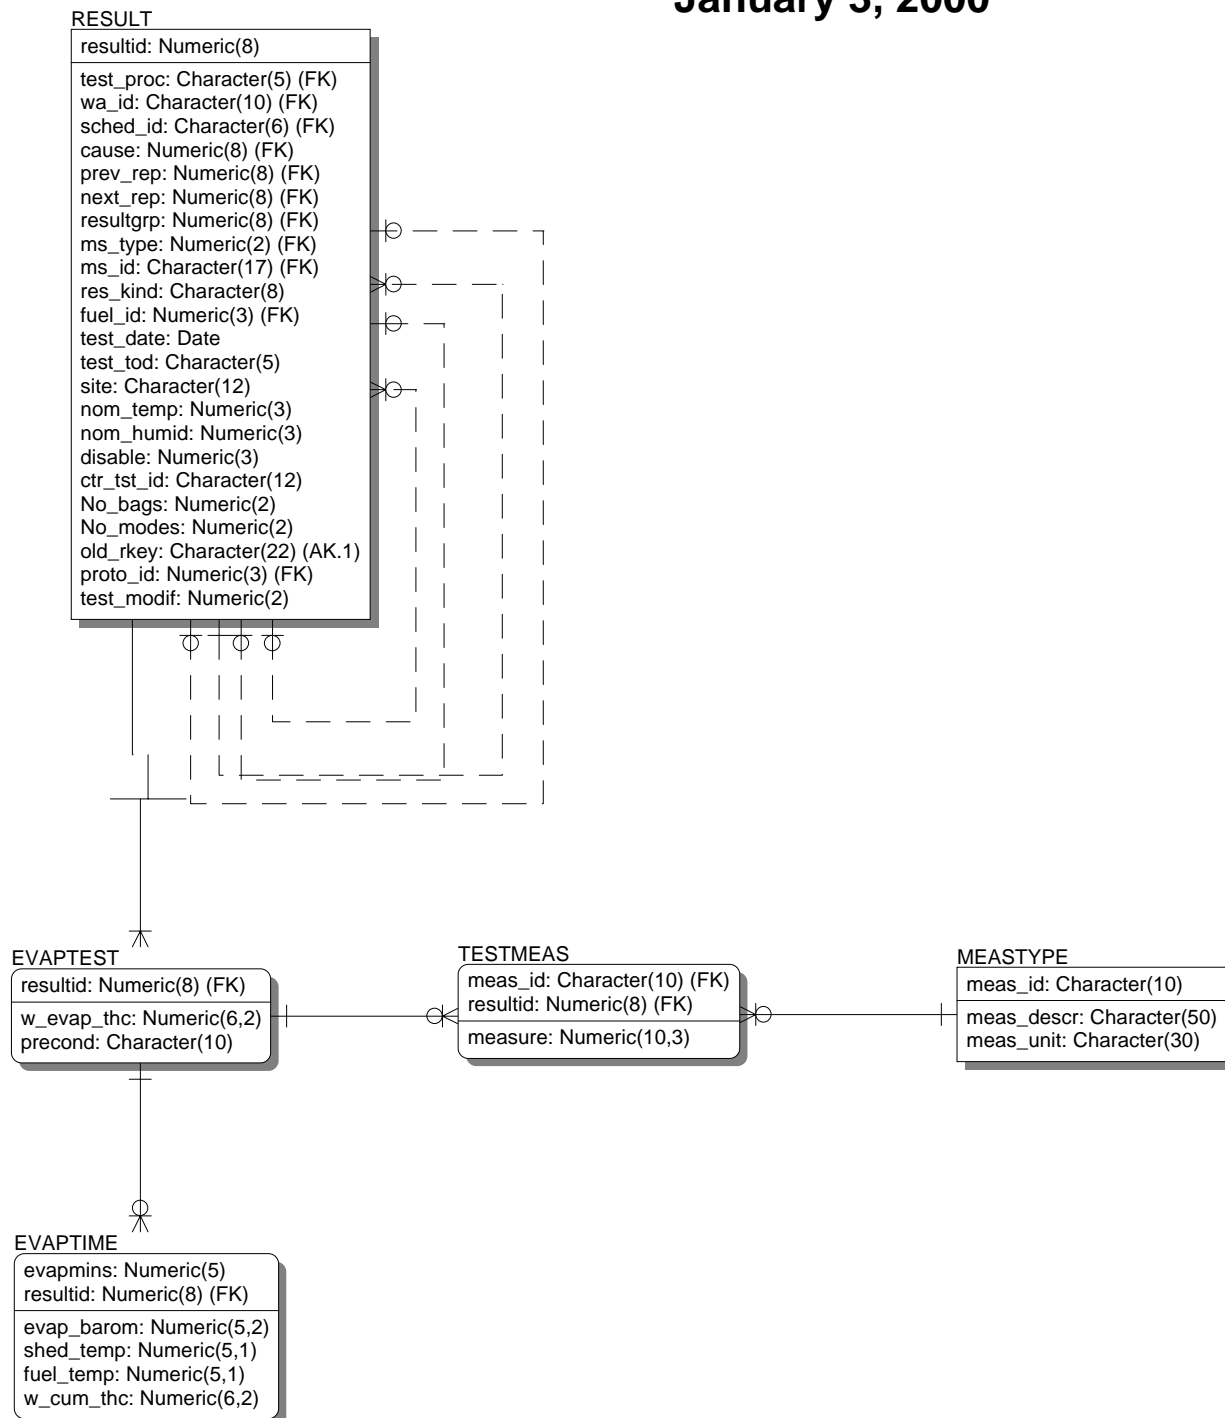 January 3, 2000
RESULT
resultid: Numeric(8)
test_proc: Character(5) (FK)
wa_id: Character(10) (FK)
sched_id: Character(6) (FK)
cause: Numeric(8) (FK)
prev_rep: Numeric(8) (FK)
next_rep: Numeric(8) (FK)
resultgrp: Numeric(8) (FK)
ms_type: Numeric(2) (FK)
ms_id: Character(17) (FK)
res_kind: Character(8)
fuel_id: Numeric(3) (FK)
test_date: Date
test_tod: Character(5)
site: Character(12)
nom_temp: Numeric(3)
nom_humid: Numeric(3)
disable: Numeric(3)
ctr_tst_id: Character(12)
No_bags: Numeric(2)
No_modes: Numeric(2)
old_rkey: Character(22) (AK.1)
proto_id: Numeric(3) (FK)
test_modif: Numeric(2)
EVAPTEST
resultid: Numeric(8) (FK)
w_evap_thc: Numeric(6,2)
precond: Character(10)
TESTMEAS
meas_id: Character(10) (FK)
resultid: Numeric(8) (FK)
measure: Numeric(10,3)
MEASTYPE
meas_id: Character(10)
meas_descr: Character(50)
meas_unit: Character(30)
EVAPTIME
evapmins: Numeric(5)
resultid: Numeric(8) (FK)
evap_barom: Numeric(5,2)
shed_temp: Numeric(5,1)
fuel_temp: Numeric(5,1)
w_cum_thc: Numeric(6,2)